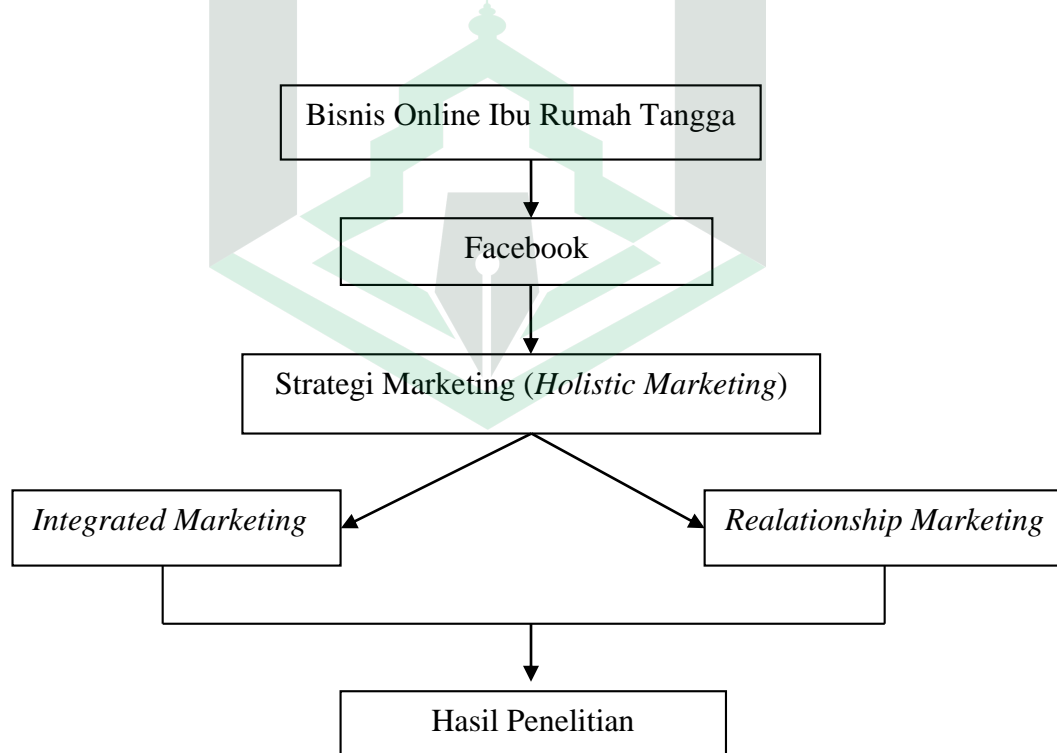 Bisnis Online Ibu Rumah Tangga
Facebook
Strategi Marketing (Holistic Marketing)
Integrated Marketing
Realationship Marketing
Hasil Penelitian